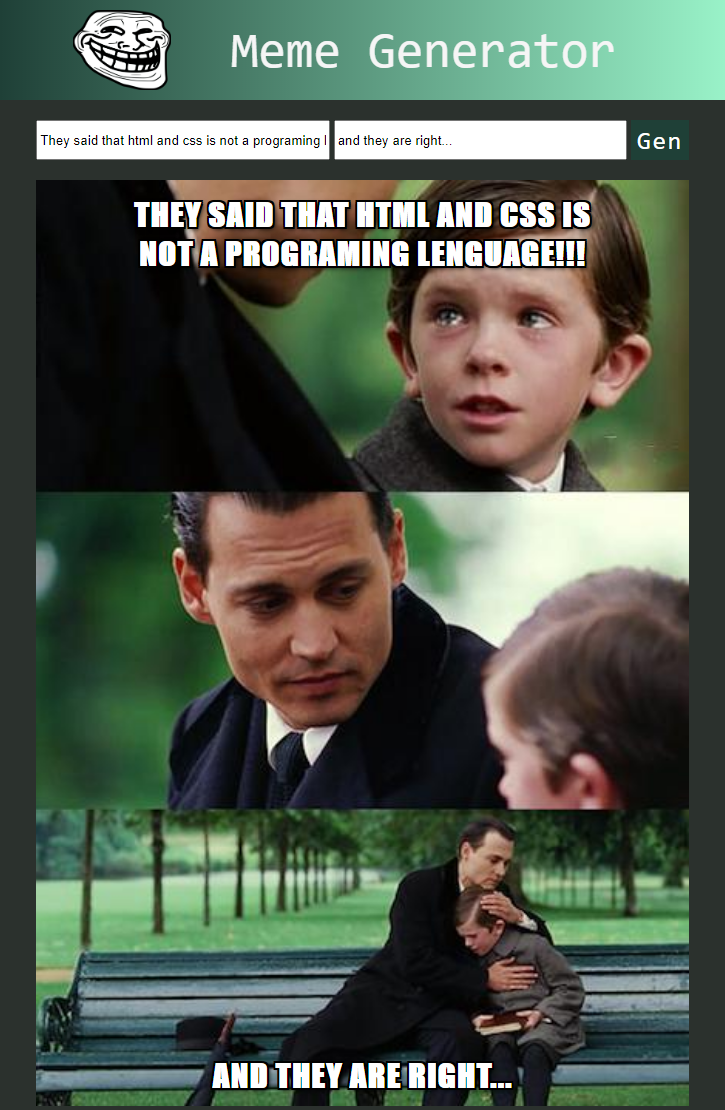 Meme Generator
They said that html and css is not a programing
and they are right...
Gen
THEY SAID THAT HTML AND CSS IS
NOT A PROGRAMING LENGUAGE!!!
AND THEY ARE RIGHT...